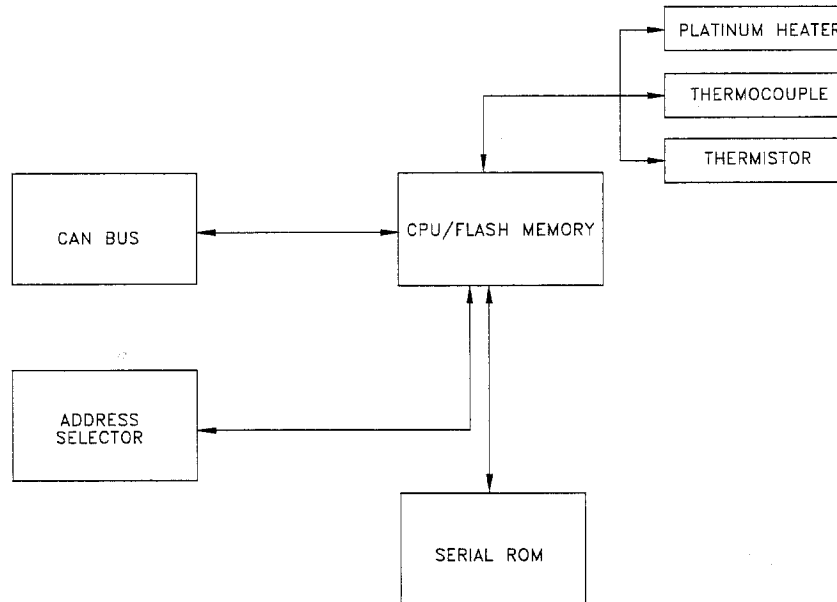 PLATINUM HEATER
THERMOCOUPLE
THERMISTOR
CAN BUS
CPU/FLASH MEMORY
ADDRESS
SELECTOR
SERIAL ROM